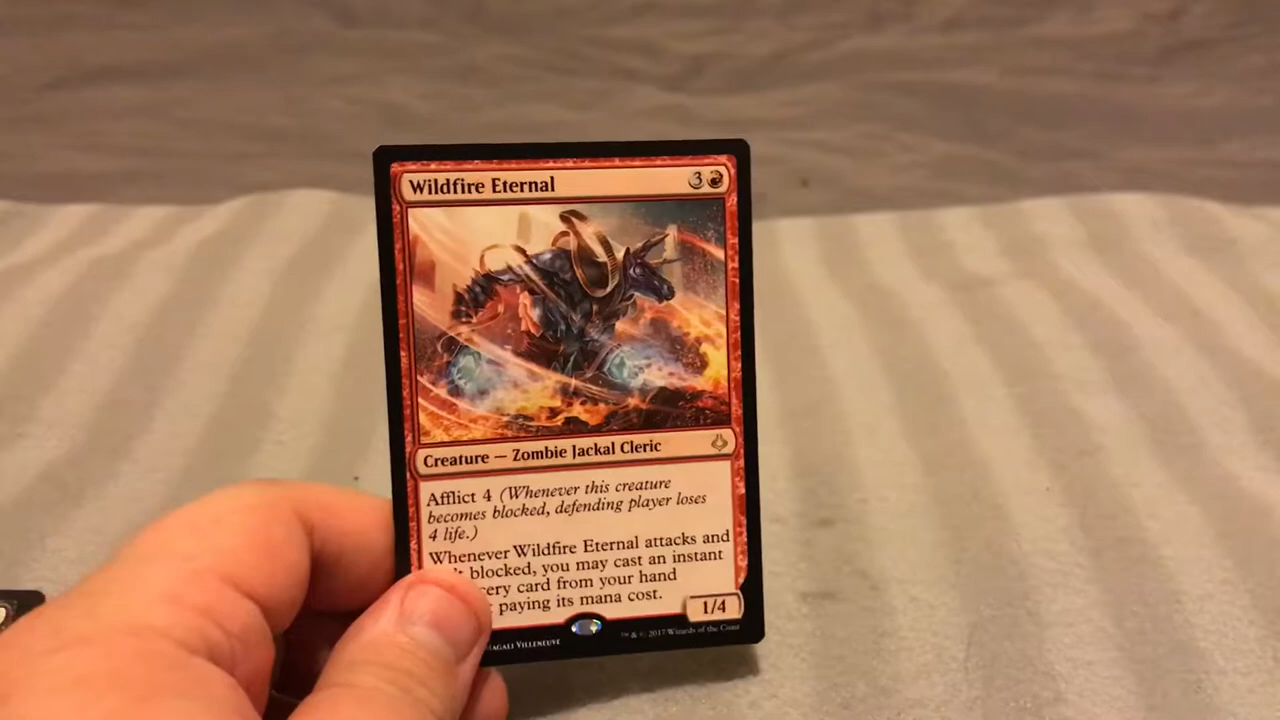 Wildfire Eternal 3
Creature — Zombie Jackal Cleric
Afflict 4 (Whenever this creature
becomes blocked, defending player loses
4 life.)
Whenever Wildfire Eternal attacks and
blocked, you may cast an instant
card from your hand
paying its mana cost.
1/4
™ & © 2017 Wizards of the Coast
VILLENEUVE